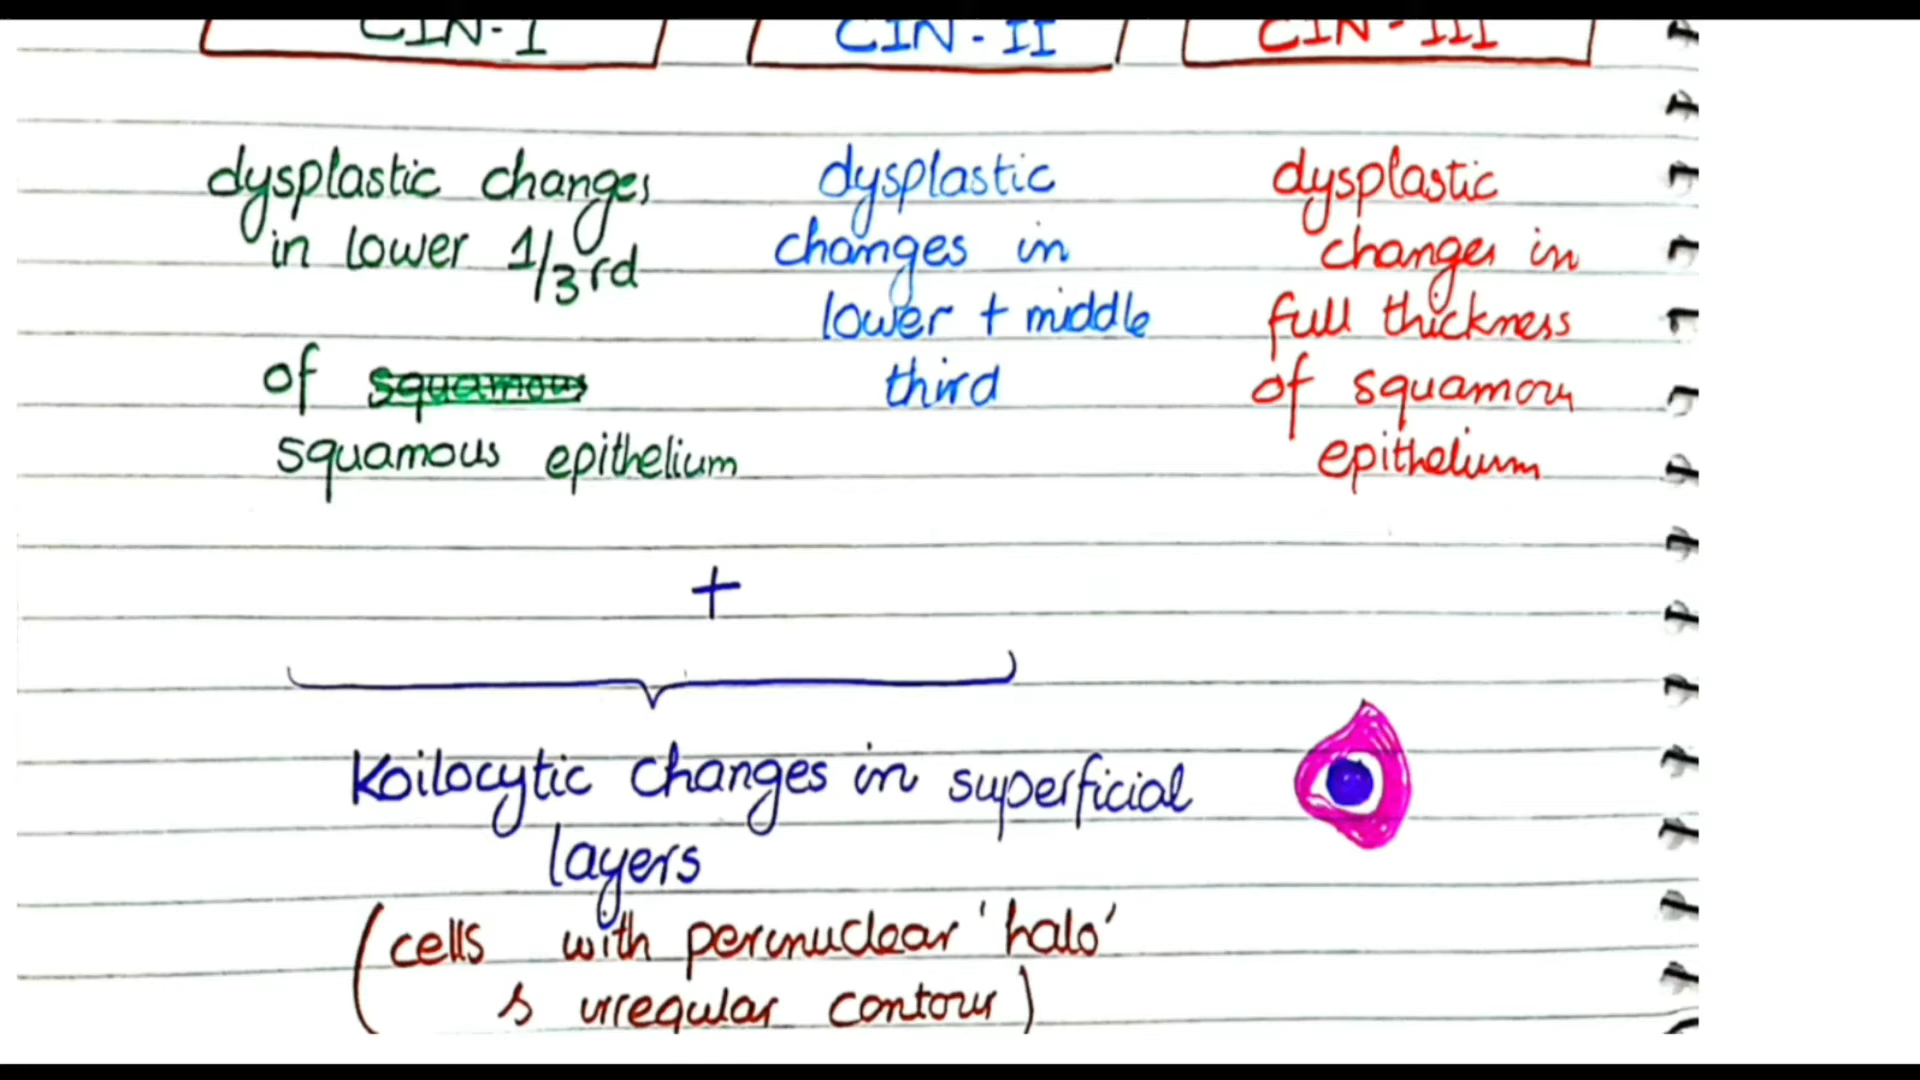 CIN-I
CIN-II
CIN-III
dysplastic changes
in lower 1/3rd
of squamous
squamous epithelium
dysplastic
changes in
lower + middle
third
dysplastic
changes in
full thickness
of squamous
epithelium
+
Koilocytic changes in superficial
layers
(cells with perinuclear 'halo'
& irregular contour)